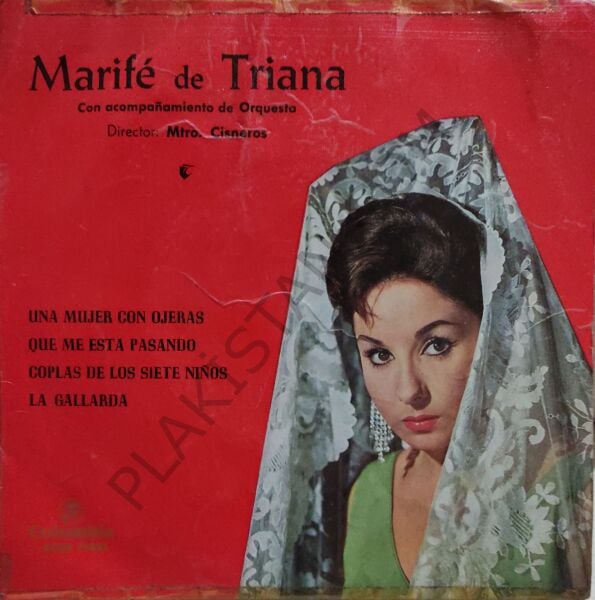 Marifé de Triana
Con acompañamiento de Orquesta
Director: Mtro. Cisneros
UNA MUJER CON OJERAS
QUE ME ESTA PASANDO
COPLAS DE LOS SIETE NIÑOS
LA GALLARDA
Columbia